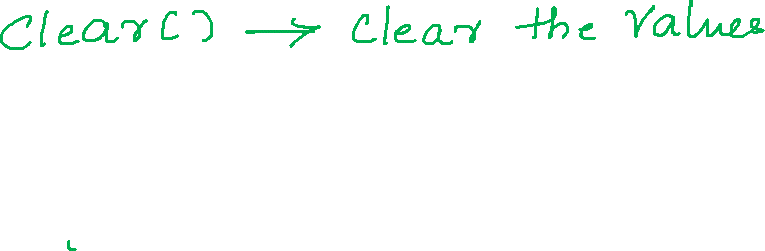 Clear() → Clear the Values